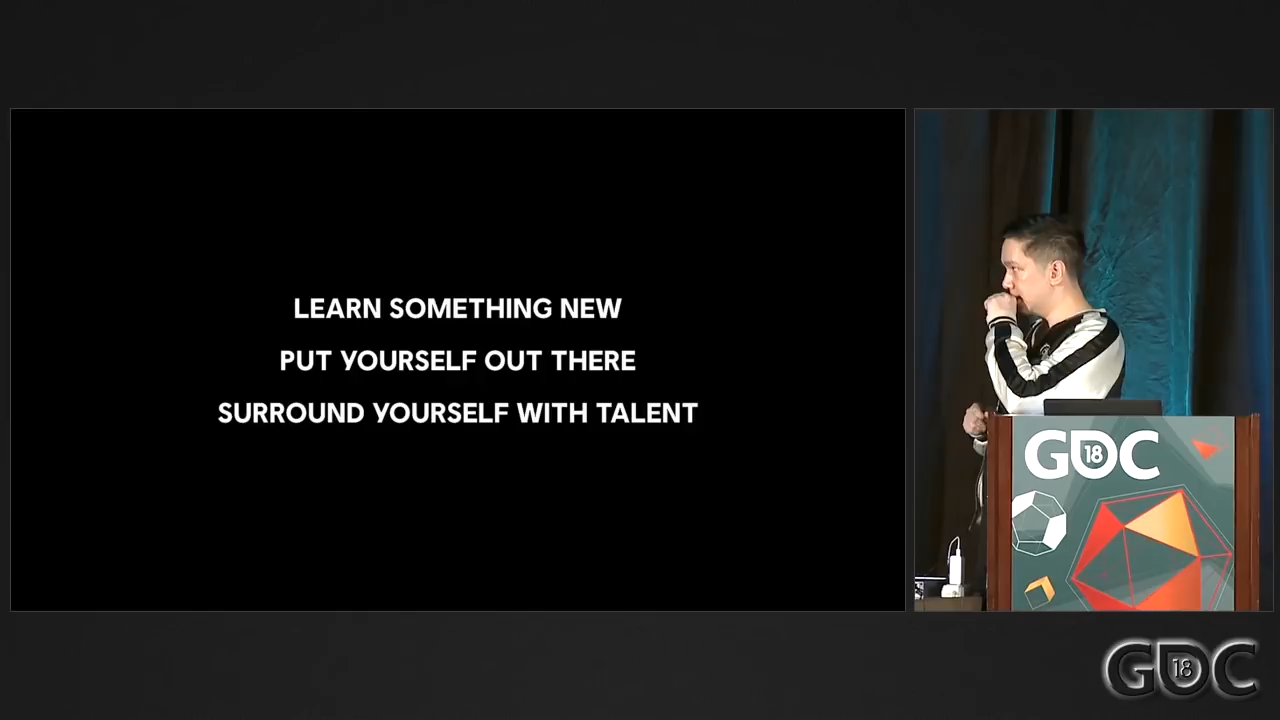 LEARN SOMETHING NEW
PUT YOURSELF OUT THERE
SURROUND YOURSELF WITH TALENT
GDC 18
GDC 18